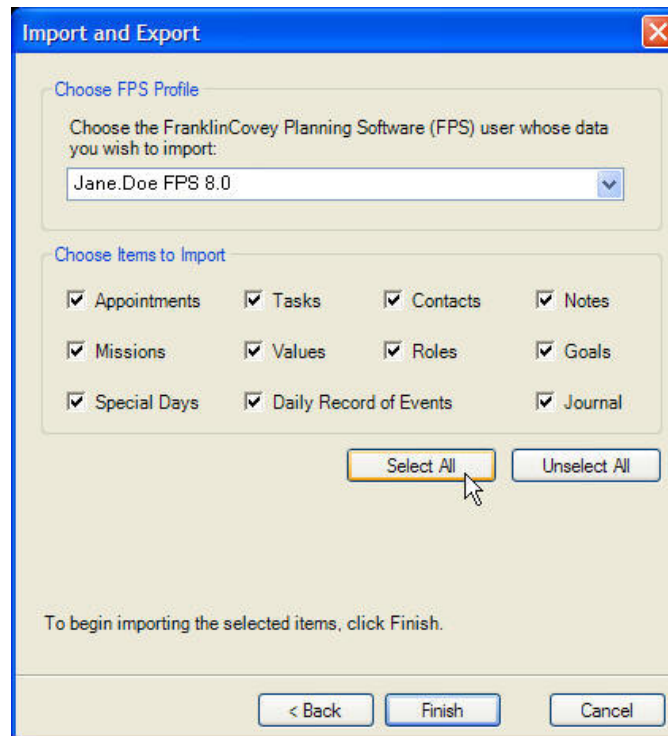 Import and Export
Choose FPS Profile
Choose the FranklinCovey Planning Software (FPS) user whose data
you wish to import:
Jane.Doe FPS 8.0
Choose Items to Import
Appointments Tasks Contacts Notes
Missions Values Roles Goals
Special Days Daily Record of Events Journal
Select All Unselect All
To begin importing the selected items, click Finish.
< Back Finish Cancel